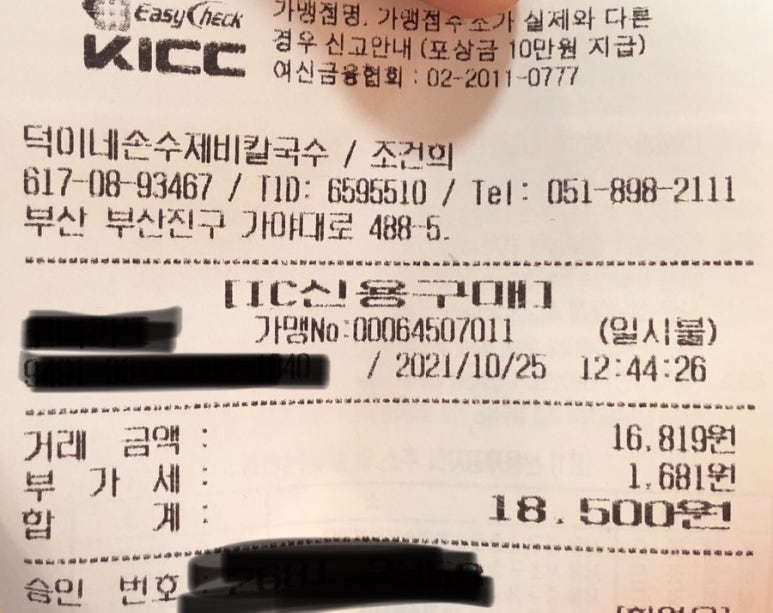 EasyCheck
KICC
가맹점명, 가맹점주소가 실제와 다른
경우 신고안내 (포상금 10만원 지급)
여신금융협회 : 02-2011-0777
덕이네손수제비칼국수 / 조건희
617-08-93467 / TID: 6595510 / Tel: 051-898-2111
부산 부산진구 가야대로 488-5.
[IC신용구매]
가맹No:00064507011 (일시불)
/ 2021/10/25 12:44:26
거래 금액 : 16,819원
부 가 세 : 1,681원
합 계 : 18,500원
승인 번호 :